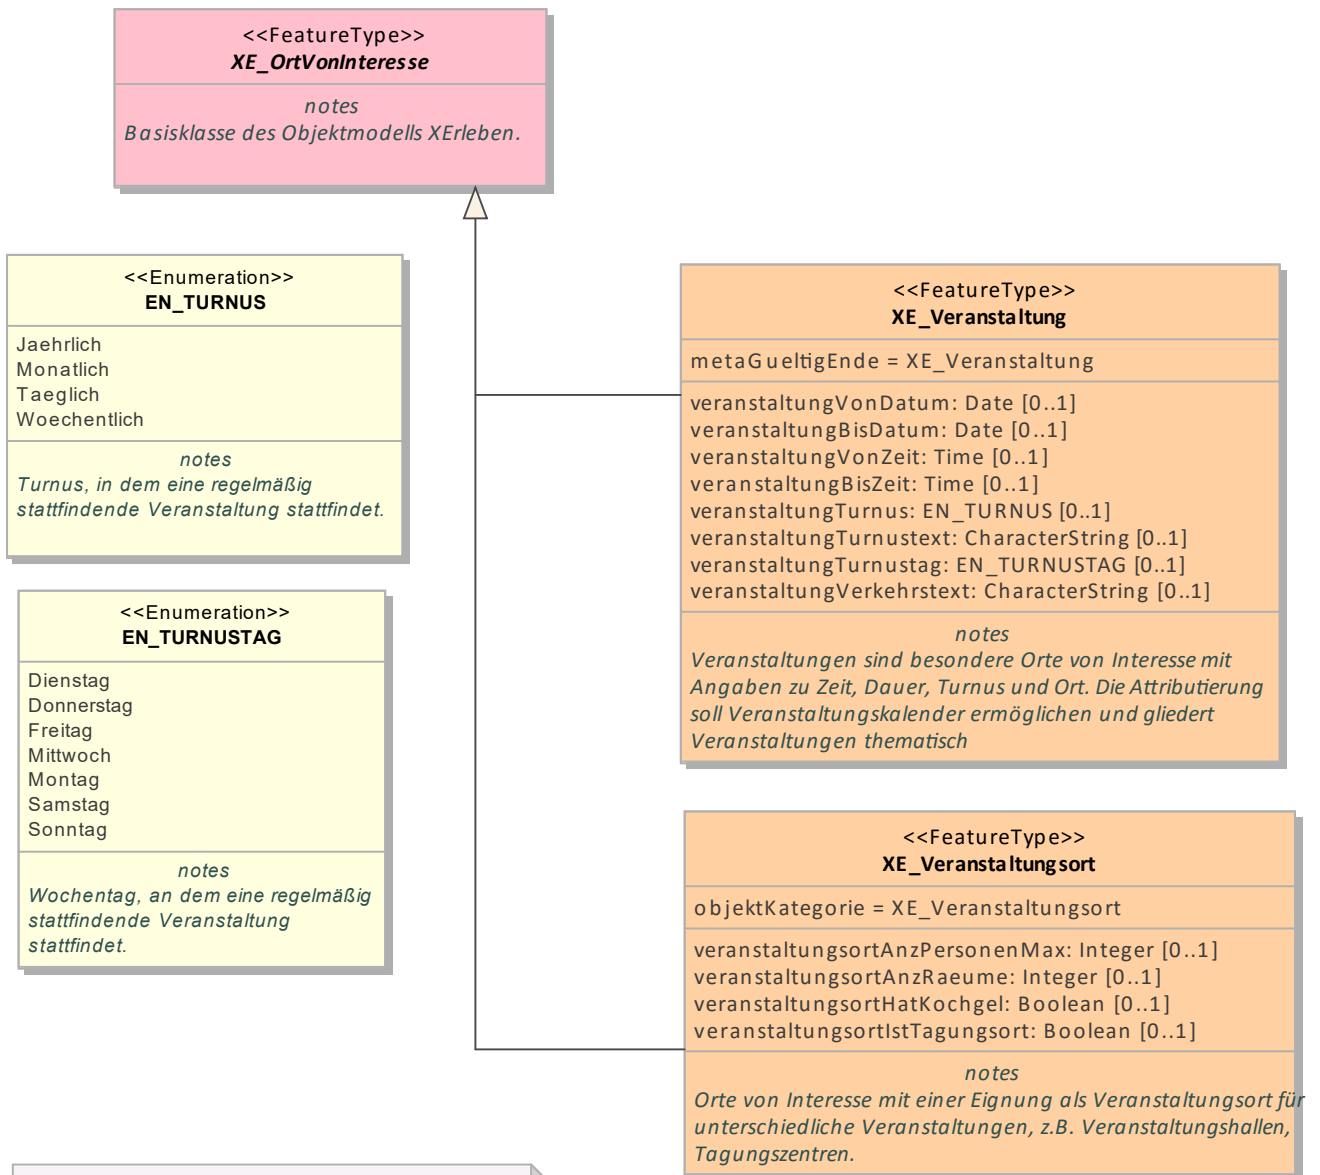 <<FeatureType>>
XE_OrtVonInteresse
notes
Basisklasse des Objektmodells XErleben.
<<Enumeration>>
EN_TURNUS
Jaehrlich
Monatlich
Taeglich
Woechentlich
notes
Turnus, in dem eine regelmäßig
stattfindende Veranstaltung stattfindet.
<<Enumeration>>
EN_TURNUSTAG
Dienstag
Donnerstag
Freitag
Mittwoch
Montag
Samstag
Sonntag
notes
Wochentag, an dem eine regelmäßig
stattfindende Veranstaltung
stattfindet.
<<FeatureType>>
XE_Veranstaltung
metaGueltigEnde = XE_Veranstaltung
veranstaltungVonDatum: Date [0..1]
veranstaltungBisDatum: Date [0..1]
veranstaltungVonZeit: Time [0..1]
veranstaltungBisZeit: Time [0..1]
veranstaltungTurnus: EN_TURNUS [0..1]
veranstaltungTurnustext: CharacterString [0..1]
veranstaltungTurnustag: EN_TURNUSTAG [0..1]
veranstaltungVerkehrstext: CharacterString [0..1]
notes
Veranstaltungen sind besondere Orte von Interesse mit
Angaben zu Zeit, Dauer, Turnus und Ort. Die Attributierung
soll Veranstaltungskalender ermöglichen und gliedert
Veranstaltungen thematisch
<<FeatureType>>
XE_Veranstaltungsort
objektKategorie = XE_Veranstaltungsort
veranstaltungsortAnzPersonenMax: Integer [0..1]
veranstaltungsortAnzRaeume: Integer [0..1]
veranstaltungsortHatKochgel: Boolean [0..1]
veranstaltungsortIstTagungsort: Boolean [0..1]
notes
Orte von Interesse mit einer Eignung als Veranstaltungsort für
unterschiedliche Veranstaltungen, z.B. Veranstaltungshallen,
Tagungszentren.